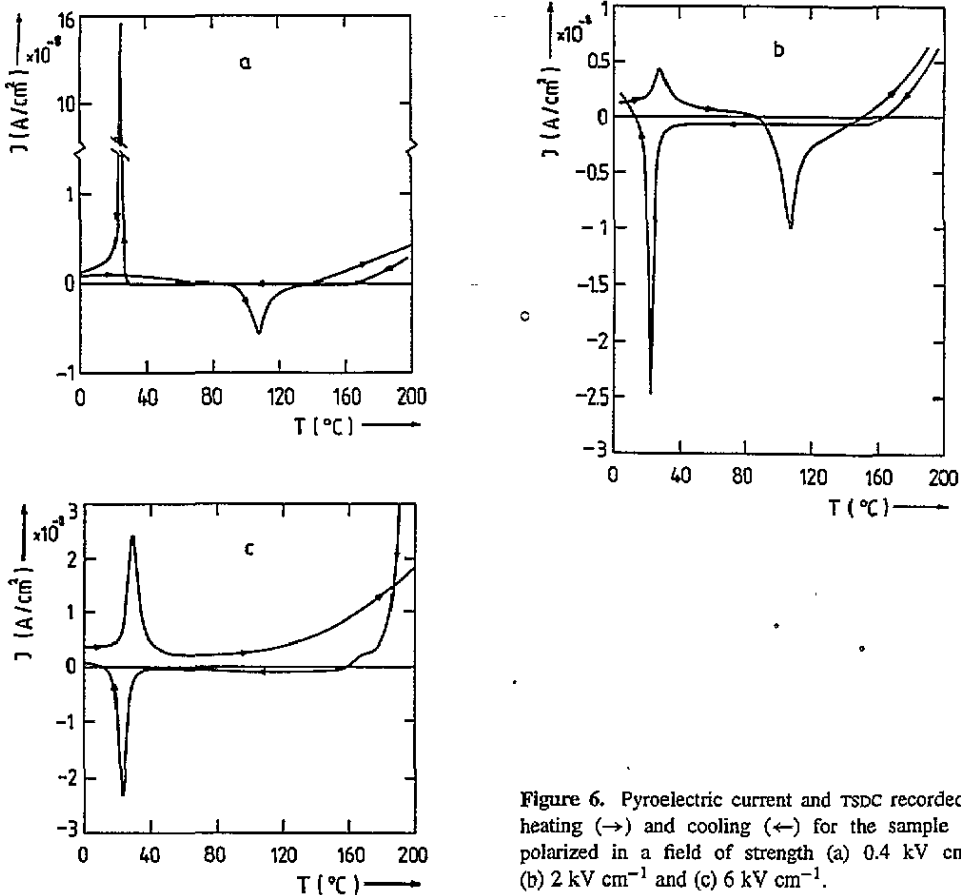 16
×10⁻⁸
a
J (A/cm²)
10
1
0
-1
0 40 80 120 160 200
T (°C)
1
×10⁻⁸
b
0.5
J (A/cm²)
0
-0.5
-1
-1.5
-2
-2.5
-3
0 40 80 120 160 200
T (°C)
3
×10⁻⁸
c
2
J (A/cm²)
1
0
-1
-2
-3
0 40 80 120 160 200
T (°C)
Figure 6. Pyroelectric current and TSDC recorded
heating (→) and cooling (←) for the sample
polarized in a field of strength (a) 0.4 kV cm
(b) 2 kV cm⁻¹ and (c) 6 kV cm⁻¹.